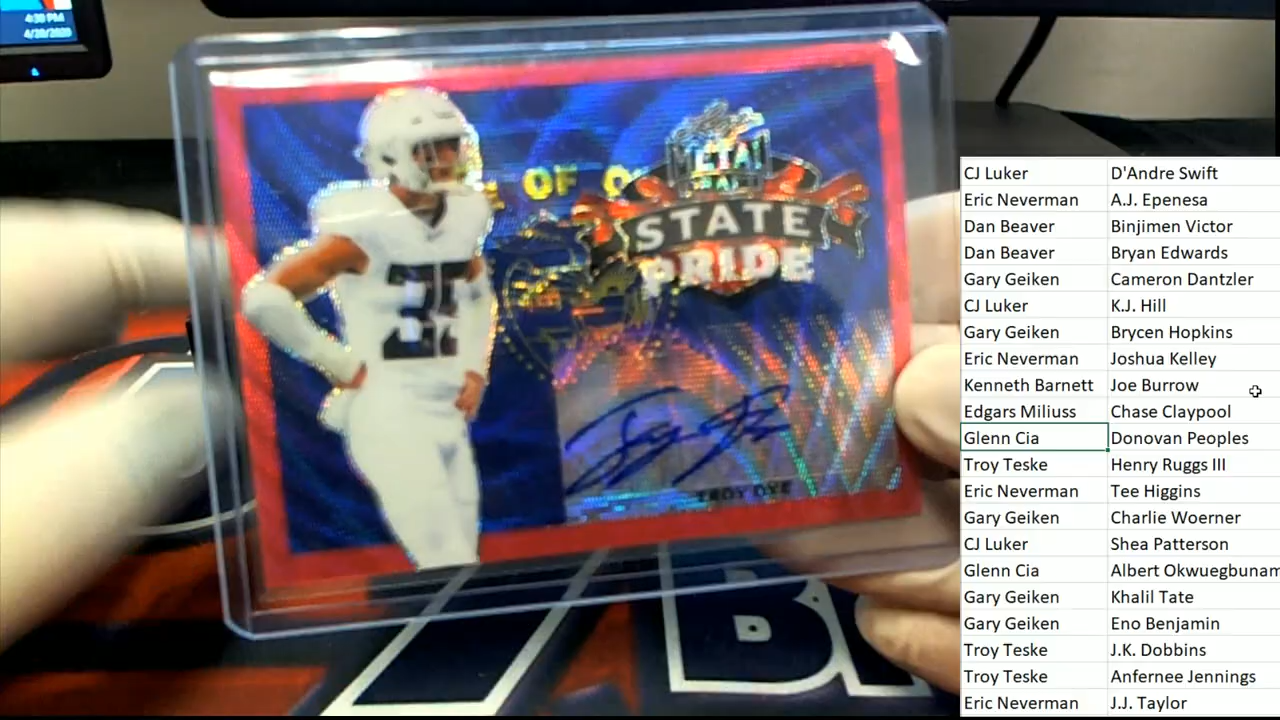 4:30 PM
4/20/2020
OF
METAL
STATE
PRIDE
35
TROY DYE
CJ Luker D'Andre Swift
Eric Neverman A.J. Epenesa
Dan Beaver Binjimen Victor
Dan Beaver Bryan Edwards
Gary Geiken Cameron Dantzler
CJ Luker K.J. Hill
Gary Geiken Brycen Hopkins
Eric Neverman Joshua Kelley
Kenneth Barnett Joe Burrow
Edgars Miliuss Chase Claypool
Glenn Cia Donovan Peoples
Troy Teske Henry Ruggs III
Eric Neverman Tee Higgins
Gary Geiken Charlie Woerner
CJ Luker Shea Patterson
Glenn Cia Albert Okwuegbunam
Gary Geiken Khalil Tate
Gary Geiken Eno Benjamin
Troy Teske J.K. Dobbins
Troy Teske Anfernee Jennings
Eric Neverman J.J. Taylor